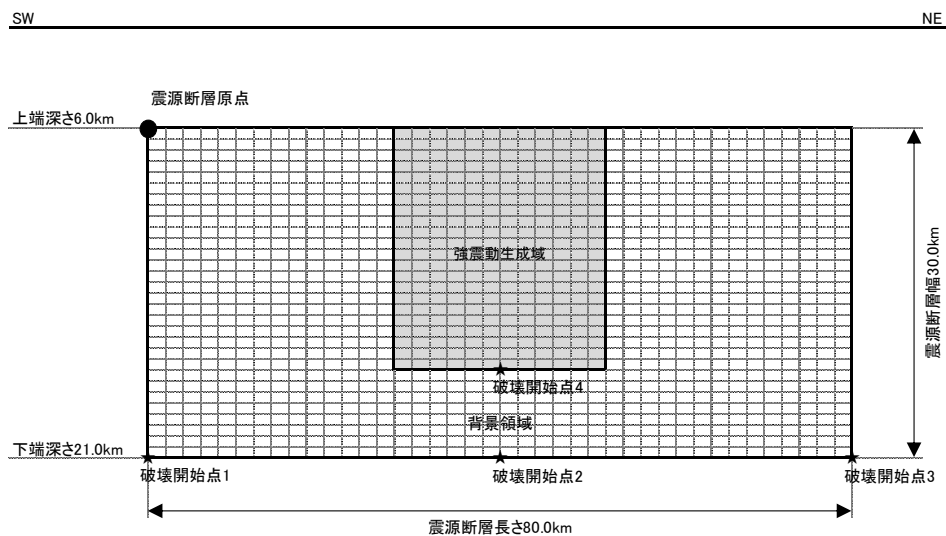 SW
NE
震源断層原点
上端深さ6.0km
強震動生成域
震源断層幅30.0km
破壊開始点4
背景領域
下端深さ21.0km
破壊開始点1
破壊開始点2
破壊開始点3
震源断層長さ80.0km